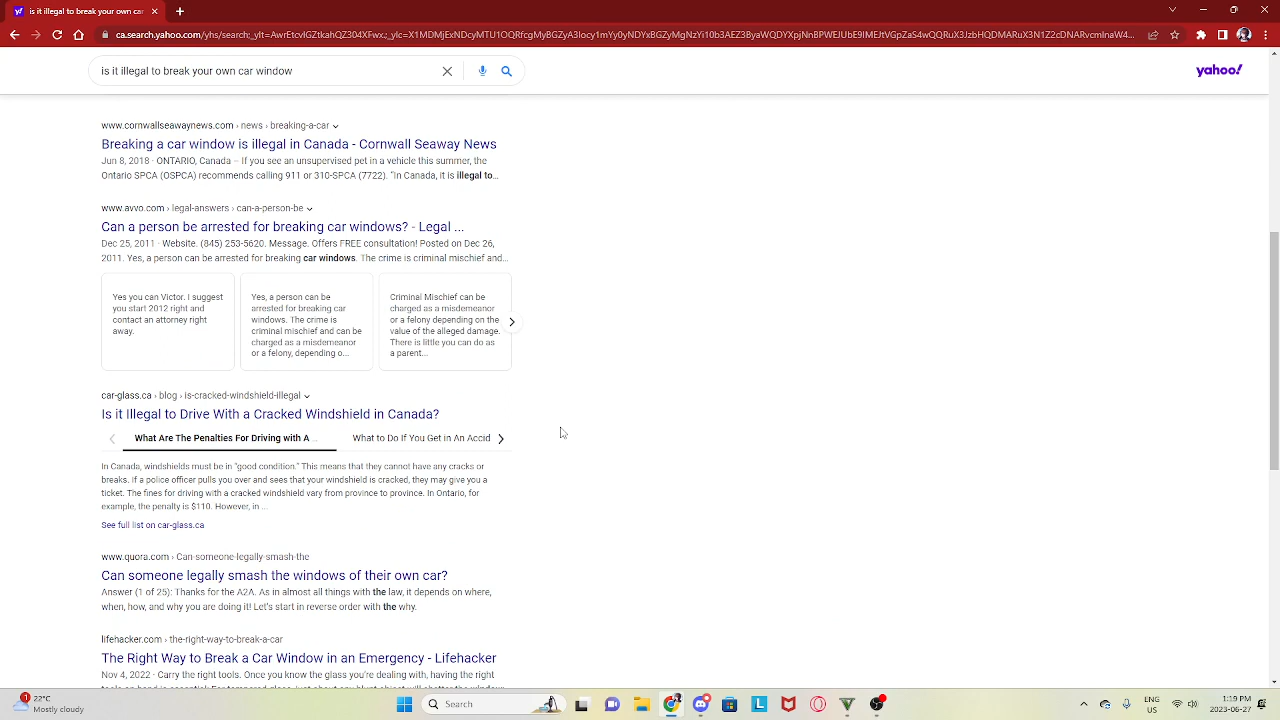 is it illegal to break your own car
ca.search.yahoo.com/yhs/search;_ylt=
is it illegal to break your own car window
yahoo!
www.cornwallseawaynews.com › news › breaking-a-car
Breaking a car window is illegal in Canada - Cornwall Seaway News
Jun 8, 2018 · ONTARIO, Canada – If you see an unsupervised pet in a vehicle this summer, the
Ontario SPCA (OSPCA) recommends calling 911 or 310-SPCA (7722). "In Canada, it is illegal to...
www.avvo.com › legal-answers › can-a-person-be
Can a person be arrested for breaking car windows? - Legal ...
Dec 25, 2011 · Website. (845) 253-5620. Message. Offers FREE consultation! Posted on Dec 26,
2011. Yes, a person can be arrested for breaking car windows. The crime is criminal mischief and...
Yes you can Victor. I suggest
you start 2012 right and
contact an attorney right
away.
Yes, a person can be
arrested for breaking car
windows. The crime is
criminal mischief and can be
charged as a misdemeanor
or a felony, depending o...
Criminal Mischief can be
charged as a misdemeanor
or a felony depending on the
value of the alleged damage.
There is little you can do as
a parent...
car-glass.ca › blog › is-cracked-windshield-illegal
Is it Illegal to Drive With a Cracked Windshield in Canada?
What Are The Penalties For Driving with A ...
What to Do If You Get in An Accid
In Canada, windshields must be in "good condition." This means that they cannot have any cracks or
breaks. if a police officer pulls you over and sees that your windshield is cracked, they may give you a
ticket. The fines for driving with a cracked windshield vary from province to province. In Ontario, for
example, the penalty is $110. However, in ...
See full list on car-glass.ca
www.quora.com › Can-someone-legally-smash-the
Can someone legally smash the windows of their own car?
Answer (1 of 25): Thanks for the A2A. As in almost all things with the law, it depends on where,
when, how, and why you are doing it! Let's start in reverse order with the why.
lifehacker.com › the-right-way-to-break-a-car
The Right Way to Break a Car Window in an Emergency - Lifehacker
Nov 4, 2022 · Carry the right tools. Once you know the glass you're dealing with, having the right
22°C
Mostly cloudy
Search
ENG
US
1:19 PM
2023-06-27